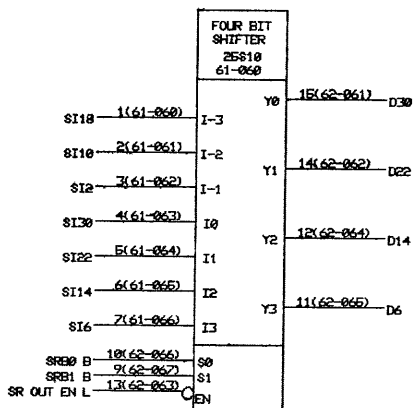 FOUR BIT
SHIFTER
25S10
61-060
Y0 15(62-061) D30
SI18 1(61-060) I-3
SI10 2(61-061) I-2
Y1 14(62-062) D22
SI2 3(61-062) I-1
SI30 4(61-063) I0
Y2 12(62-064) D14
SI22 5(61-064) I1
SI14 6(61-065) I2
Y3 11(62-065) D6
SI6 7(61-066) I3
SRB0 B 10(62-066) S0
SRB1 B 9(62-067) S1
SR OUT EN L 13(62-063) EN